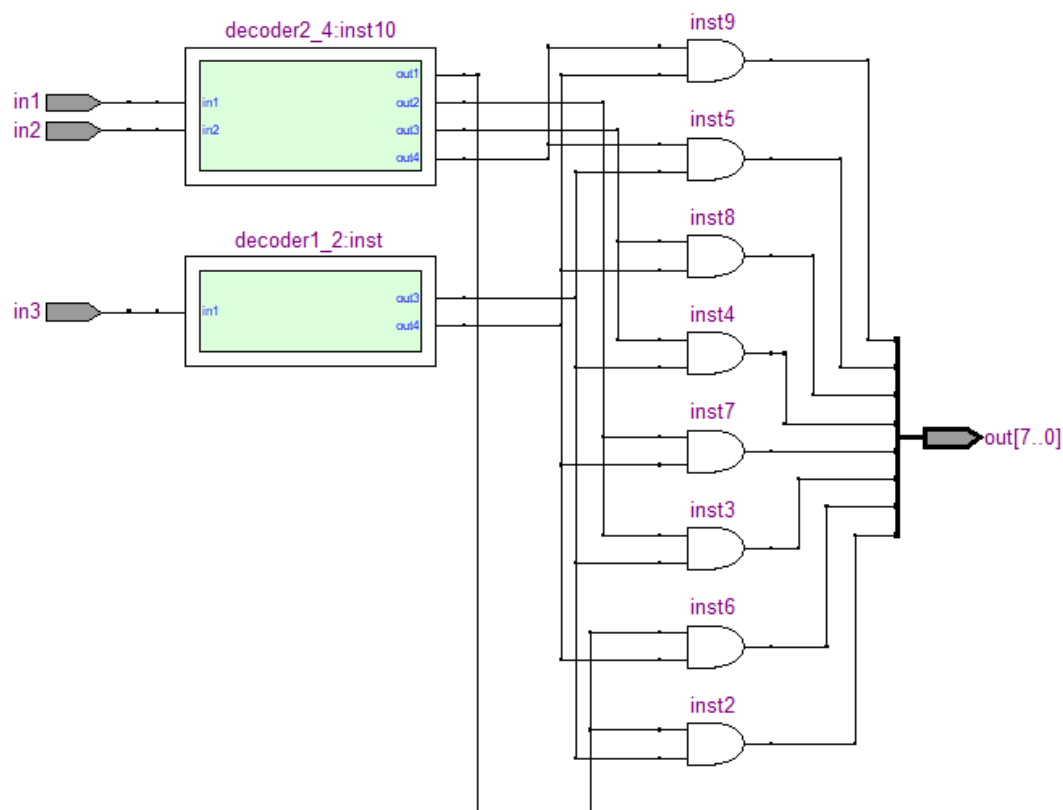 decoder2_4:inst10
in1
in2
in1
in2
out1
out2
out3
out4
decoder1_2:inst
in3
in1
out3
out4
inst9
inst5
inst8
inst4
inst7
inst3
inst6
inst2
out[7..0]